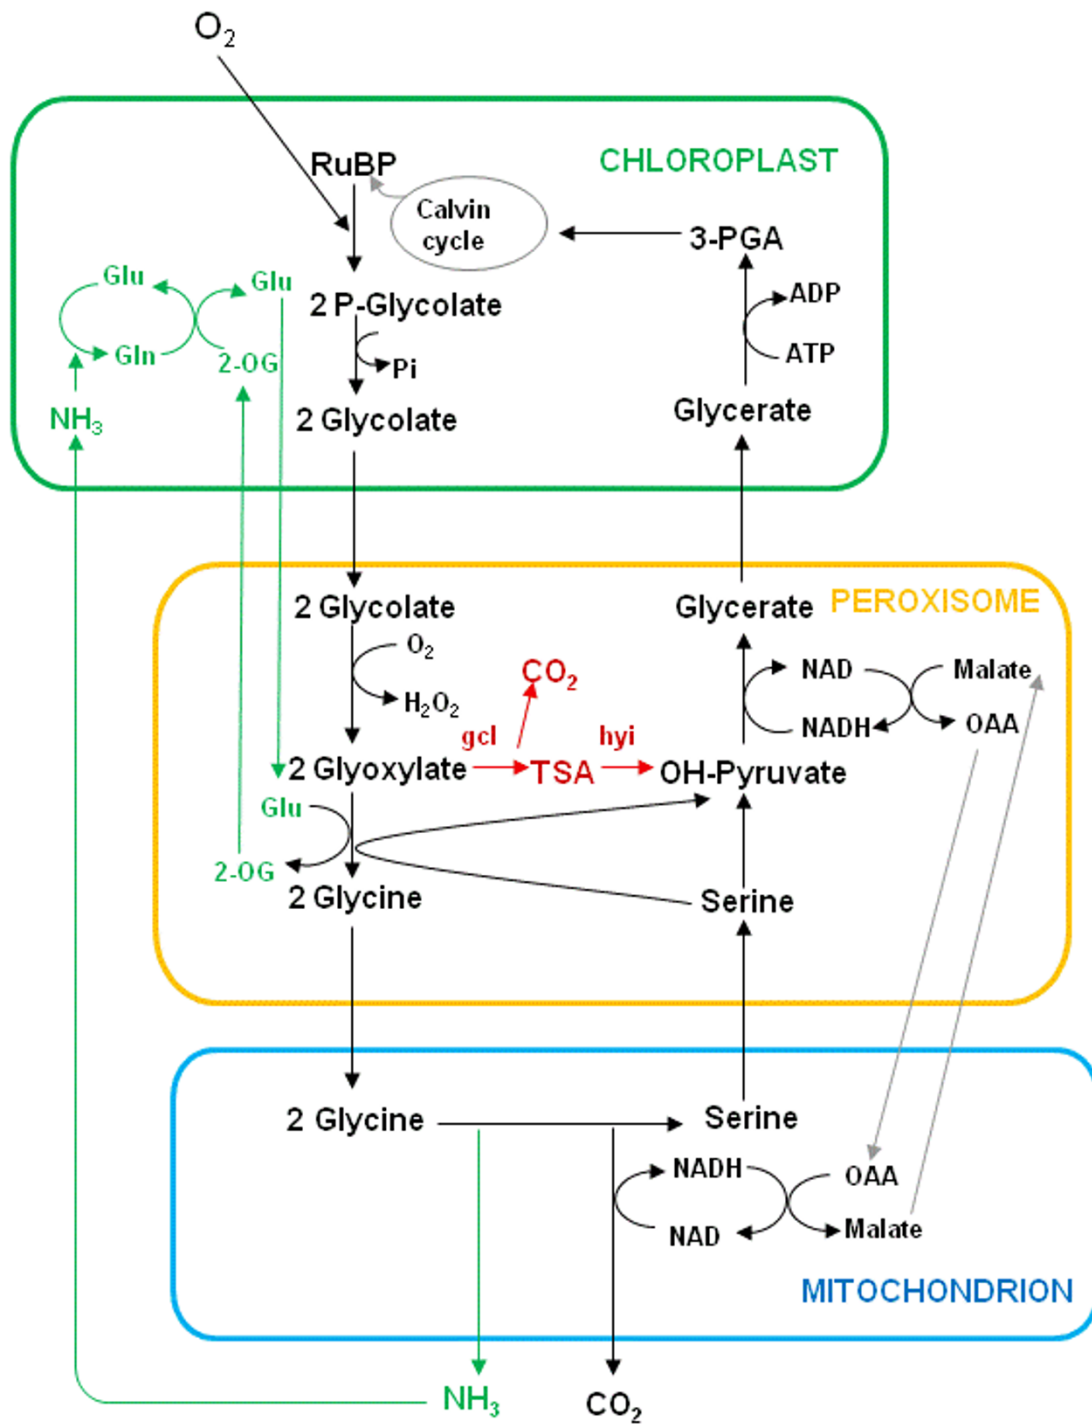 O2
RuBP
CHLOROPLAST
Calvin
cycle
3-PGA
Glu
Glu
2 P-Glycolate
ADP
Gln
2-OG
Pi
ATP
NH3
2 Glycolate
Glycerate
2 Glycolate
Glycerate
PEROXISOME
O2
CO2
NAD
Malate
H2O2
gcl
hyi
NADH
OAA
2 Glyoxylate
TSA
OH-Pyruvate
Glu
2-OG
2 Glycine
Serine
2 Glycine
Serine
NADH
OAA
NAD
Malate
MITOCHONDRION
NH3
CO2